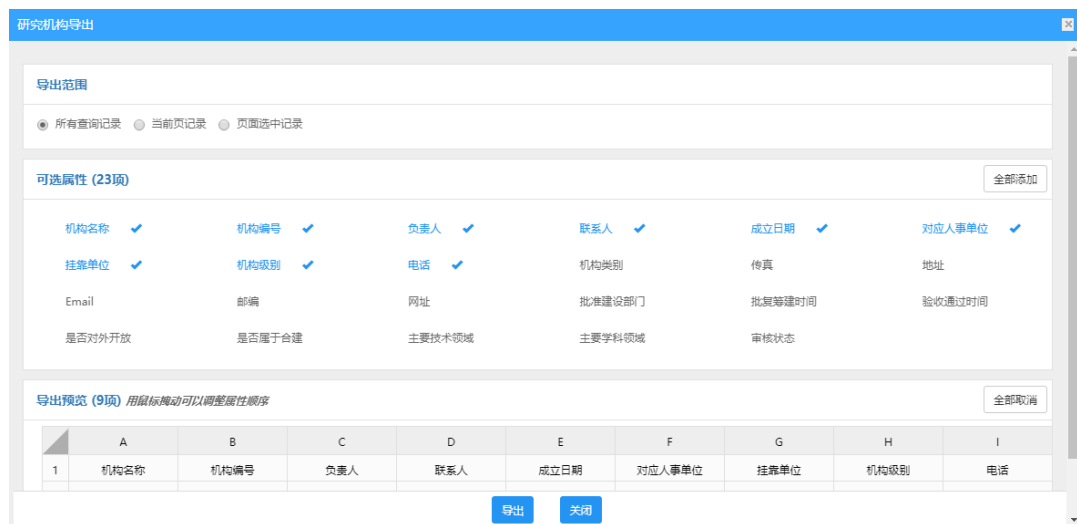 研究机构导出
导出范围
所有查询记录 当前页记录 页面选中记录
可选属性 (23项) 全部添加
机构名称 机构编号 负责人 联系人 成立日期 对应人事单位
挂靠单位 机构级别 电话 机构类别 传真 地址
Email 邮编 网址 批准建设部门 批复筹建时间 验收通过时间
是否对外开放 是否属于合建 主要技术领域 主要学科领域 审核状态
导出预览 (9项) 用鼠标拽动可以调整属性顺序 全部取消
A B C D E F G H I
1 机构名称 机构编号 负责人 联系人 成立日期 对应人事单位 挂靠单位 机构级别 电话
导出 关闭